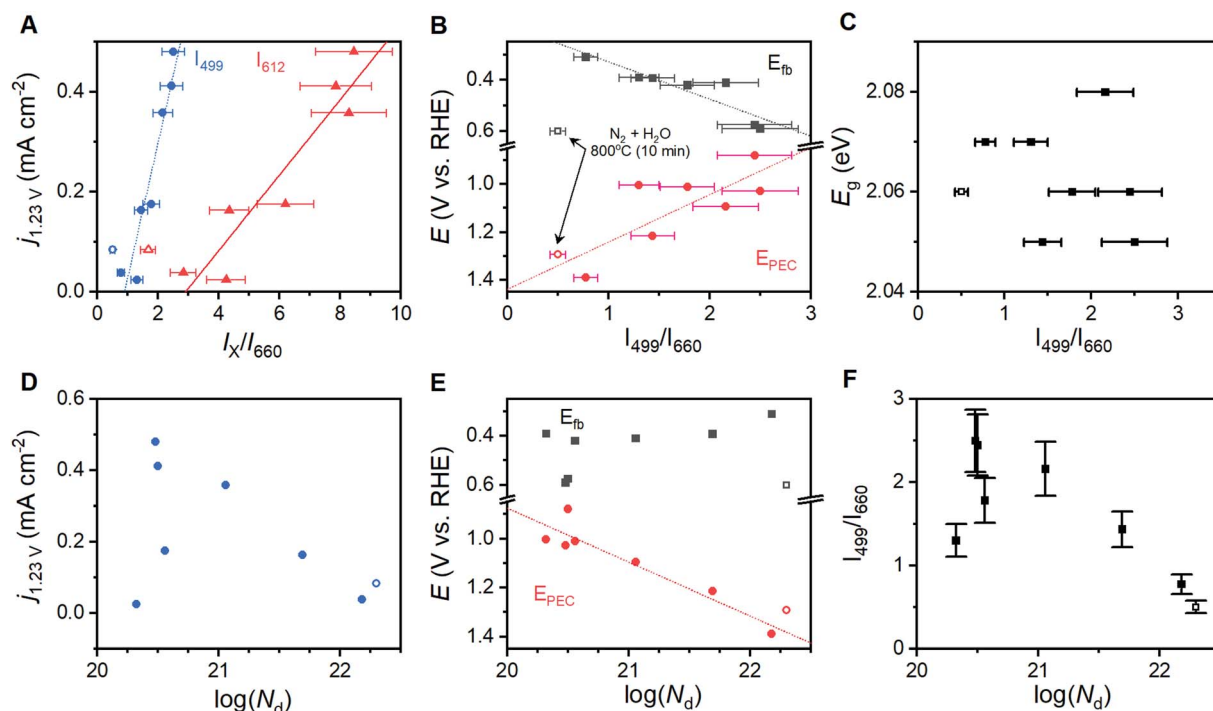 A
j1.23 V (mA cm-2)
0.4
0.2
0.0
I499
I612
0 2 4 6 8 10
IX/I660
B
E (V vs. RHE)
0.4
0.6
1.0
1.2
1.4
Efb
N2 + H2O
800°C (10 min)
EPEC
0 1 2 3
I499/I660
C
Eg (eV)
2.08
2.06
2.04
0 1 2 3
I499/I660
D
j1.23 V (mA cm-2)
0.6
0.4
0.2
0.0
20 21 22
log(Nd)
E
E (V vs. RHE)
0.4
0.6
1.0
1.2
1.4
Efb
EPEC
20 21 22
log(Nd)
F
I499/I660
3
2
1
0
20 21 22
log(Nd)